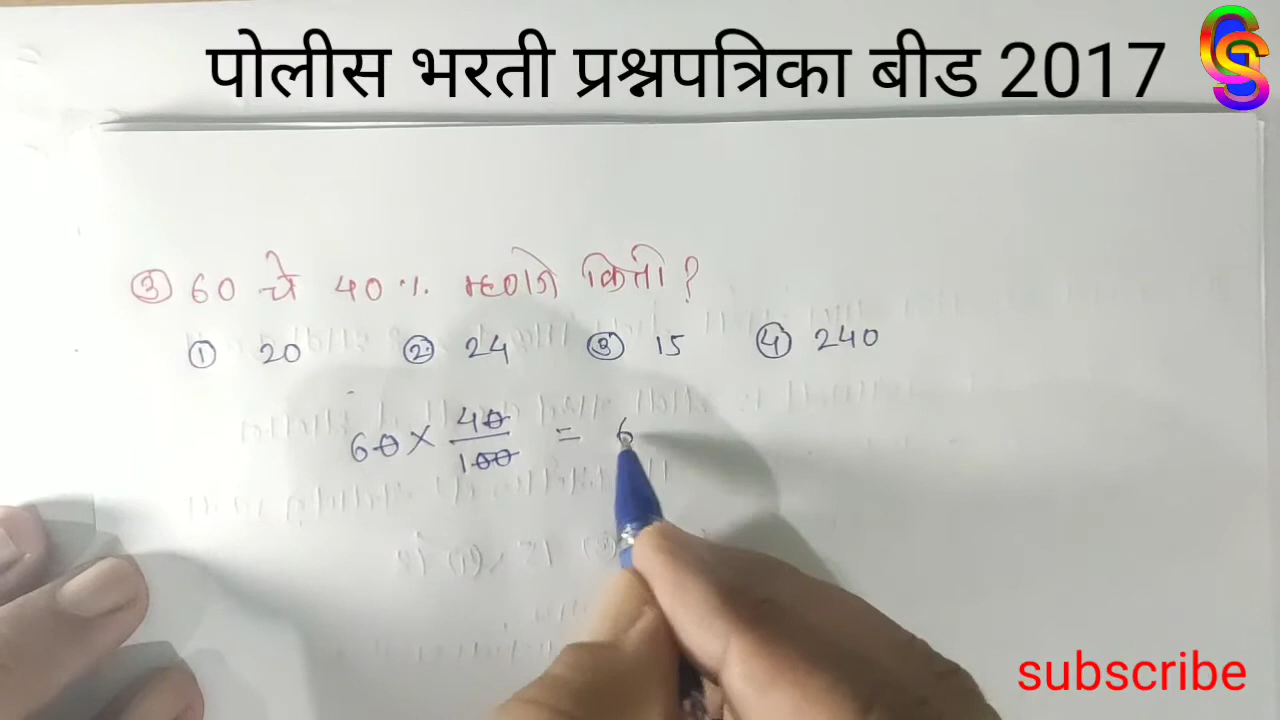 पोलीस भरती प्रश्नपत्रिका बीड 2017
③ 60 चे 40 % म्हणजे किती ?
① 20 ② 24 ③ 15 ④ 240
60 × 40/100 = 6
subscribe